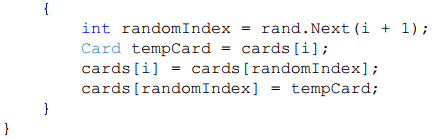 {
int randomIndex = rand.Next(i + 1);
Card tempCard = cards[i];
cards[i] = cards[randomIndex];
cards[randomIndex] = tempCard;
}
}